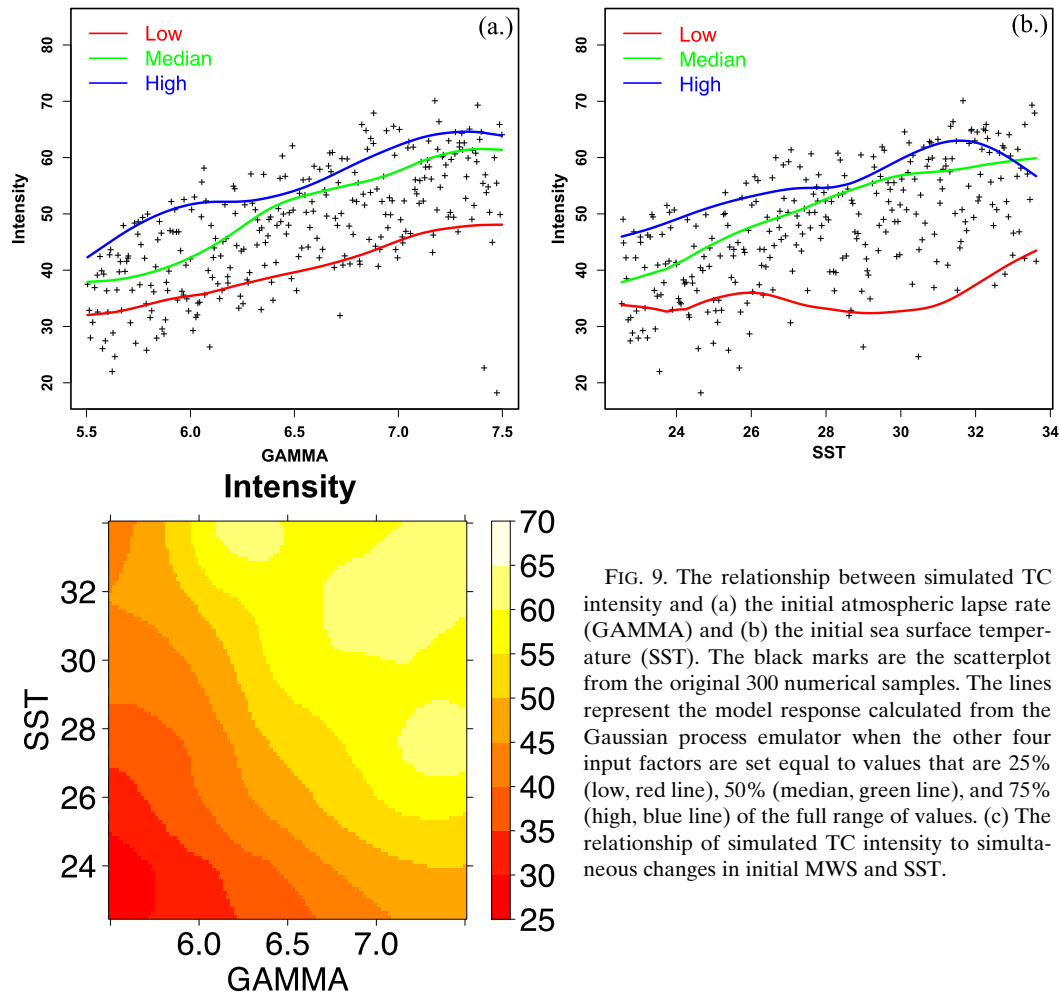 (a.)
Low
Median
High
80
70
60
50
40
30
20
Intensity
5.5 6.0 6.5 7.0 7.5
GAMMA
(b.)
Low
Median
High
80
70
60
50
40
30
20
Intensity
24 26 28 30 32 34
SST
Intensity
32
30
28
26
24
SST
6.0 6.5 7.0
GAMMA
70
65
60
55
50
45
40
35
30
25
FIG. 9. The relationship between simulated TC
intensity and (a) the initial atmospheric lapse rate
(GAMMA) and (b) the initial sea surface temper-
ature (SST). The black marks are the scatterplot
from the original 300 numerical samples. The lines
represent the model response calculated from the
Gaussian process emulator when the other four
input factors are set equal to values that are 25%
(low, red line), 50% (median, green line), and 75%
(high, blue line) of the full range of values. (c) The
relationship of simulated TC intensity to simulta-
neous changes in initial MWS and SST.